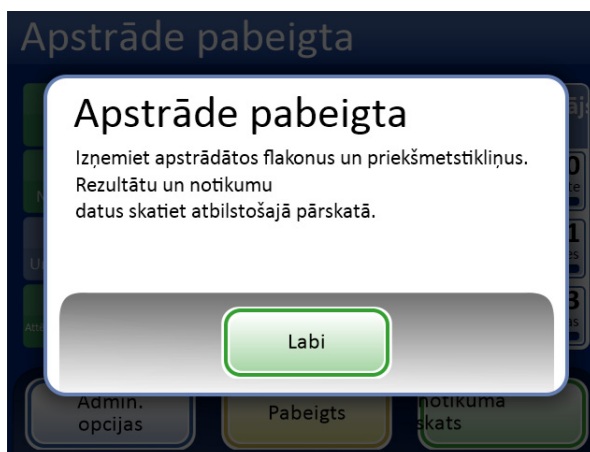 Apstrāde pabeigta
Apstrāde pabeigta
Izņemiet apstrādātos flakonus un priekšmetstikliņus.
Rezultātu un notikumu
datus skatiet atbilstošajā pārskatā.
Labi
Admin.
opcijas
Pabeigts
notikuma
skats